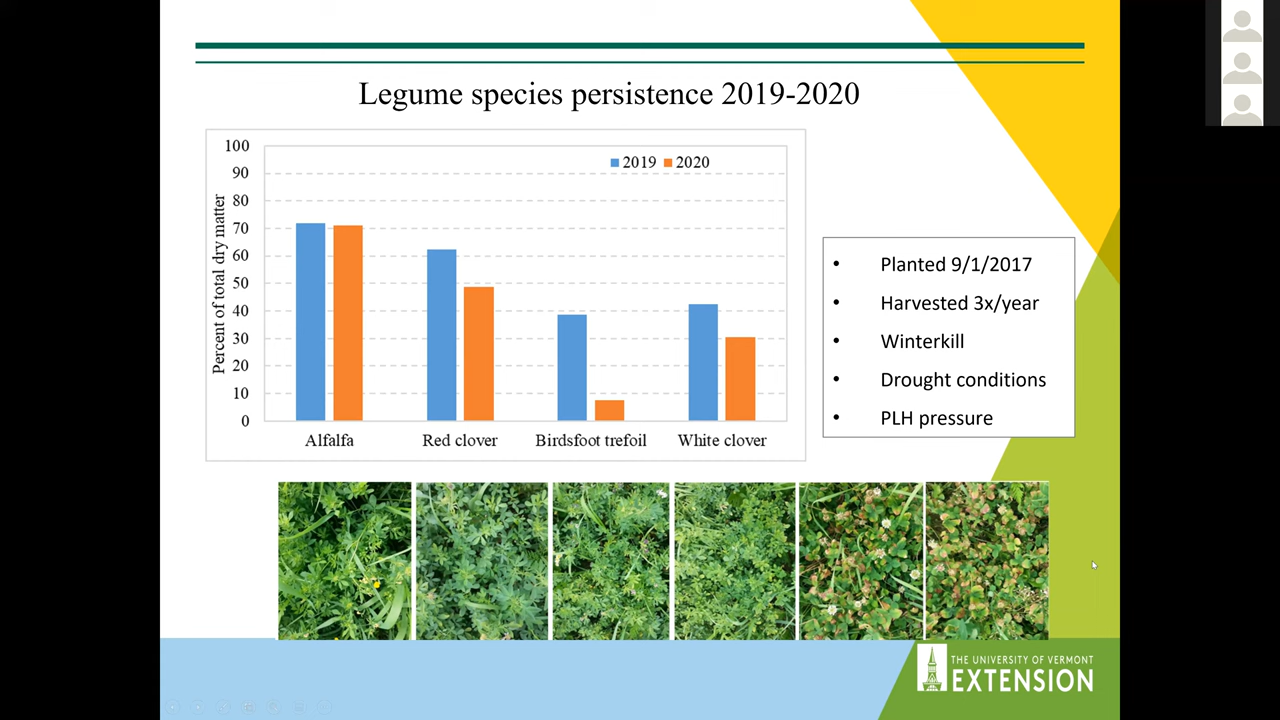 Legume species persistence 2019-2020
100
90
80
70
60
50
40
30
20
10
0
Percent of total dry matter
2019 2020
Alfalfa Red clover Birdsfoot trefoil White clover
• Planted 9/1/2017
• Harvested 3x/year
• Winterkill
• Drought conditions
• PLH pressure
THE UNIVERSITY OF VERMONT
EXTENSION